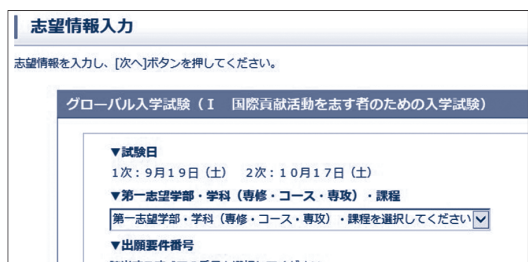 志望情報入力
志望情報を入力し、[次へ]ボタンを押してください。
グローバル入学試験（Ⅰ　国際貢献活動を志す者のための入学試験）
▼試験日
1次：9月19日（土）　2次：10月17日（土）
▼第一志望学部・学科（専修・コース・専攻）・課程
第一志望学部・学科（専修・コース・専攻）・課程を選択してください
▼出願要件番号